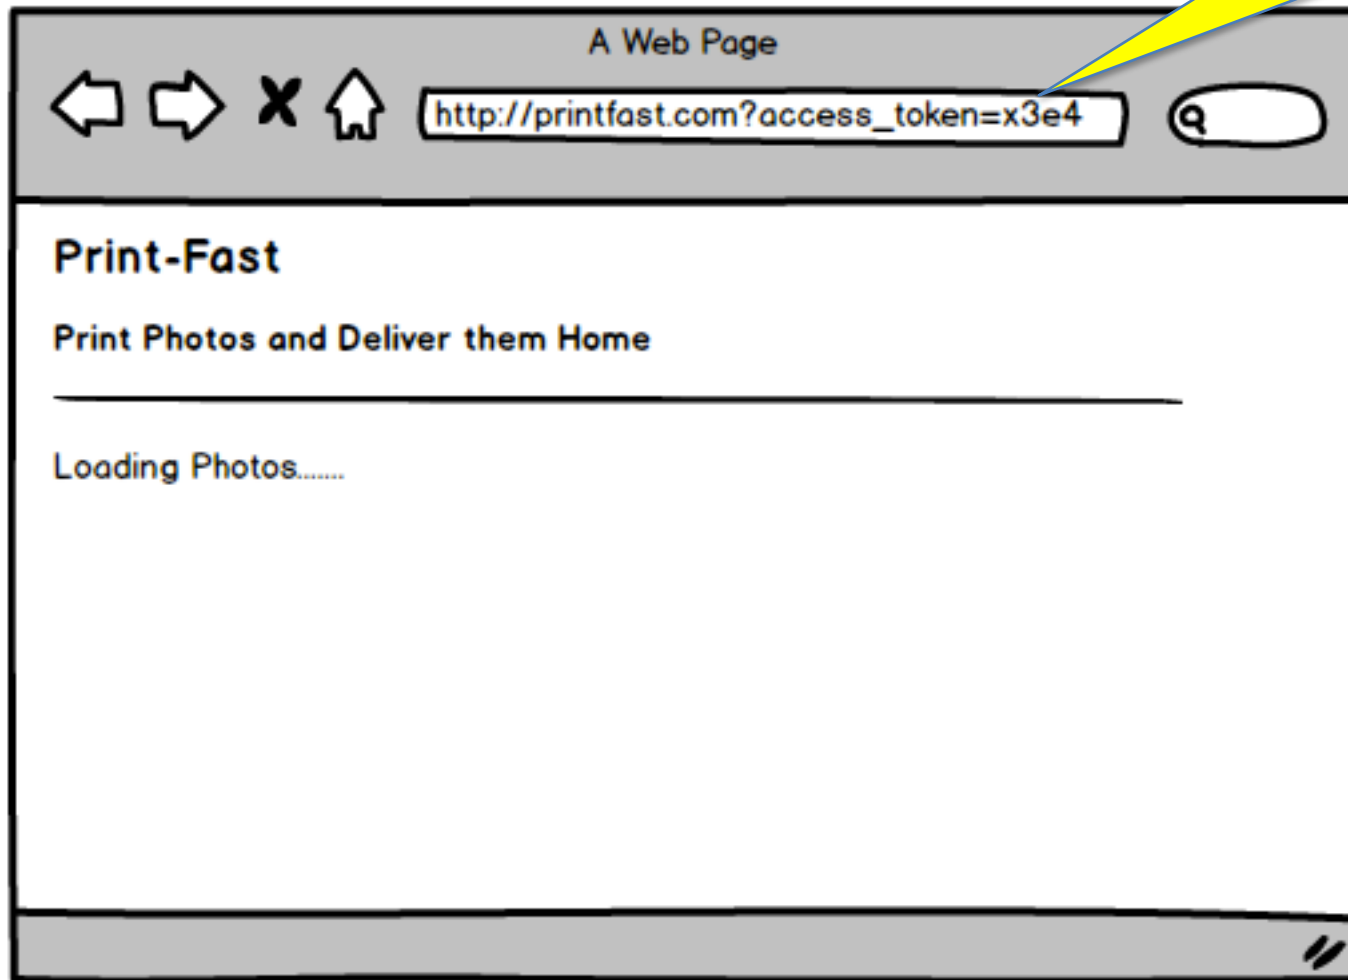 A Web Page
http://printfast.com?access_token=x3e4
Print-Fast
Print Photos and Deliver them Home
Loading Photos.......